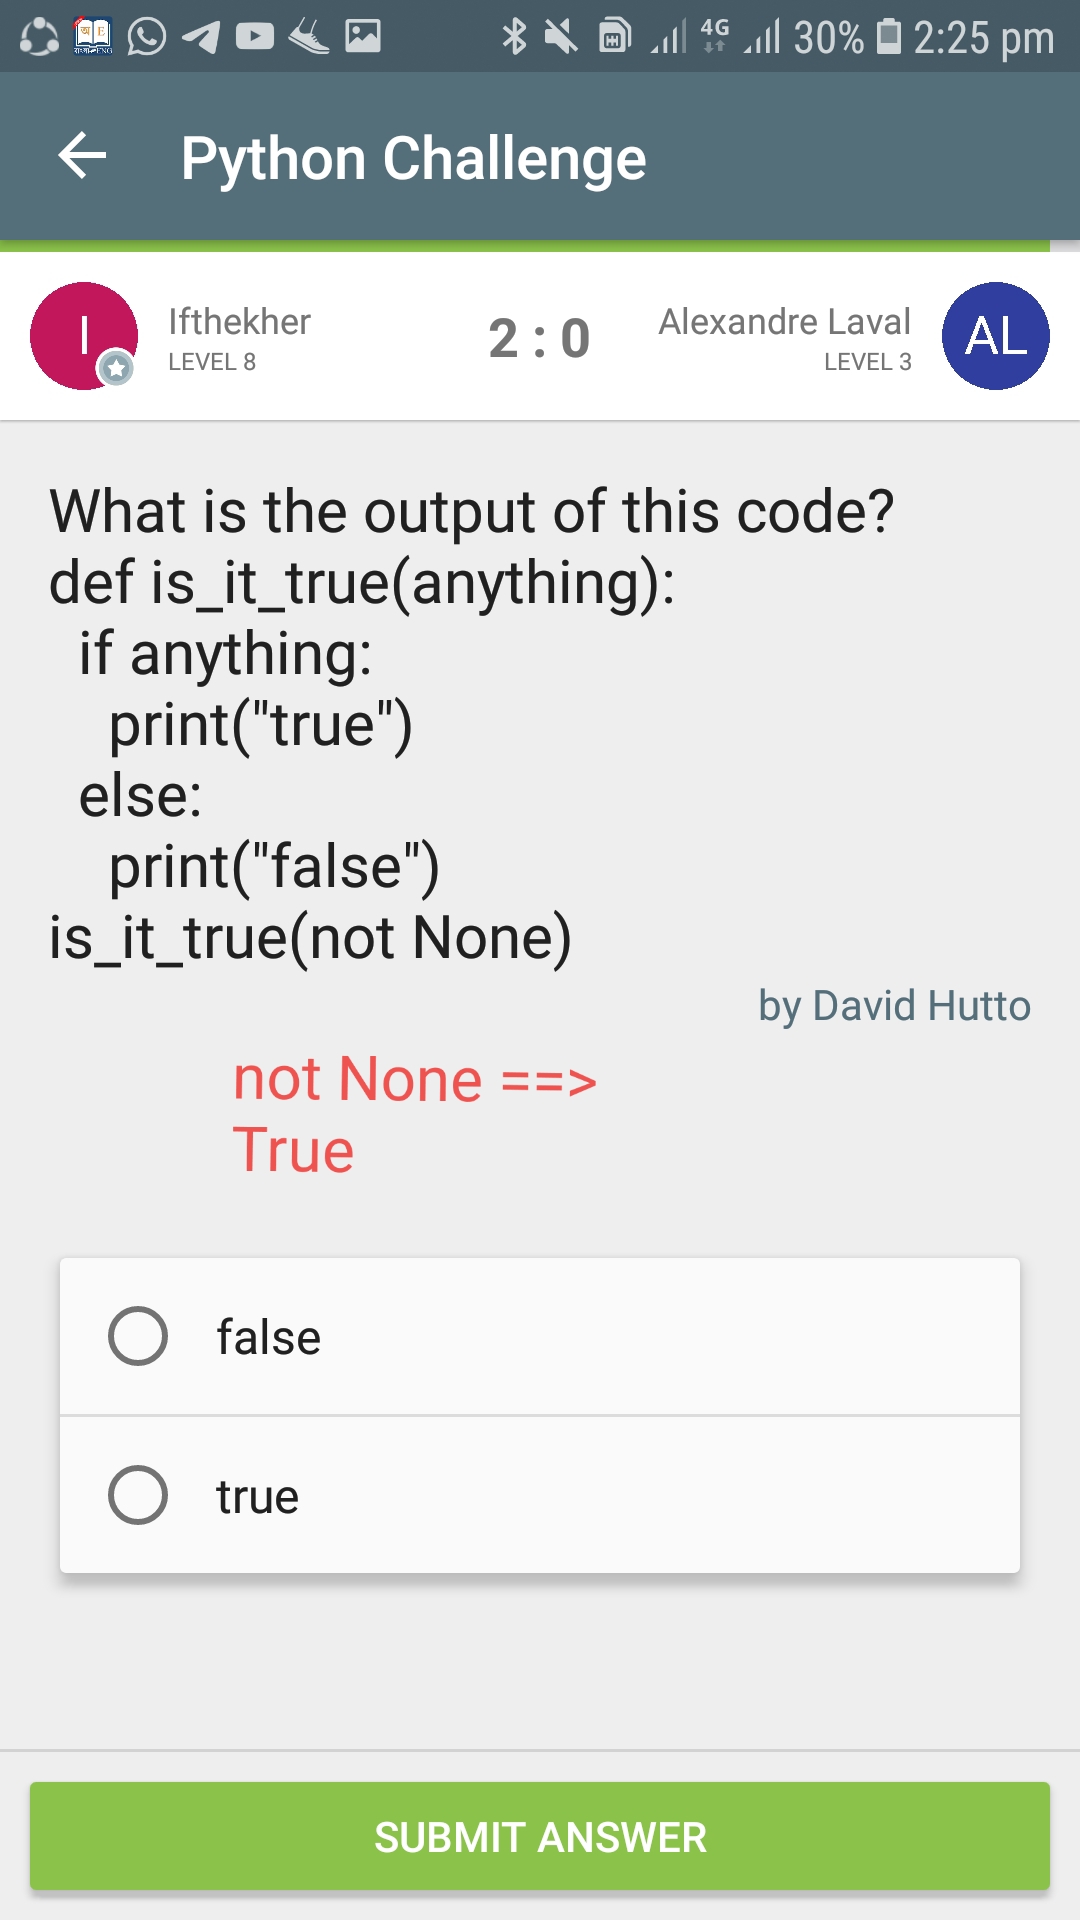 4G 30% 2:25 pm
Python Challenge
I
Ifthekher
LEVEL 8
2 : 0
Alexandre Laval
LEVEL 3
AL
What is the output of this code?
def is_it_true(anything):
  if anything:
    print("true")
  else:
    print("false")
is_it_true(not None)
by David Hutto
not None ==>
True
false
true
SUBMIT ANSWER